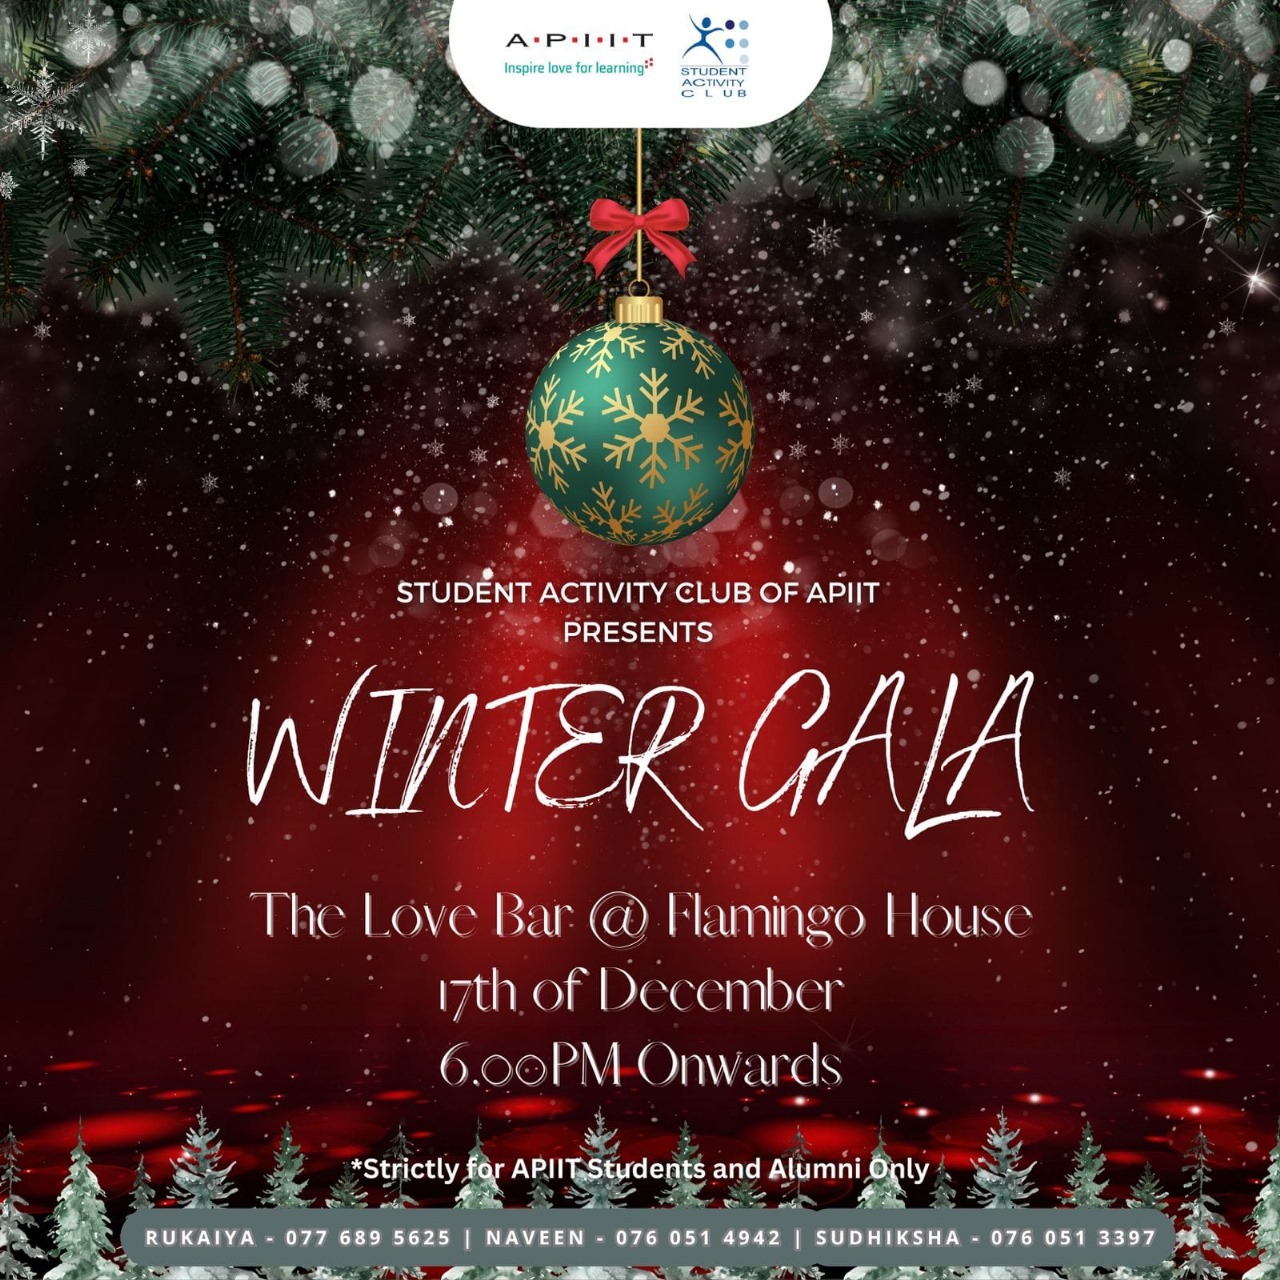 A·P·I·I·T
Inspire love for learning
STUDENT
ACTIVITY
CLUB
STUDENT ACTIVITY CLUB OF APIIT
PRESENTS
WINTER GALA
The Love Bar @ Flamingo House
17th of December
6.00PM Onwards
*Strictly for APIIT Students and Alumni Only
RUKAIYA - 077 689 5625 | NAVEEN - 076 051 4942 | SUDHIKSHA - 076 051 3397